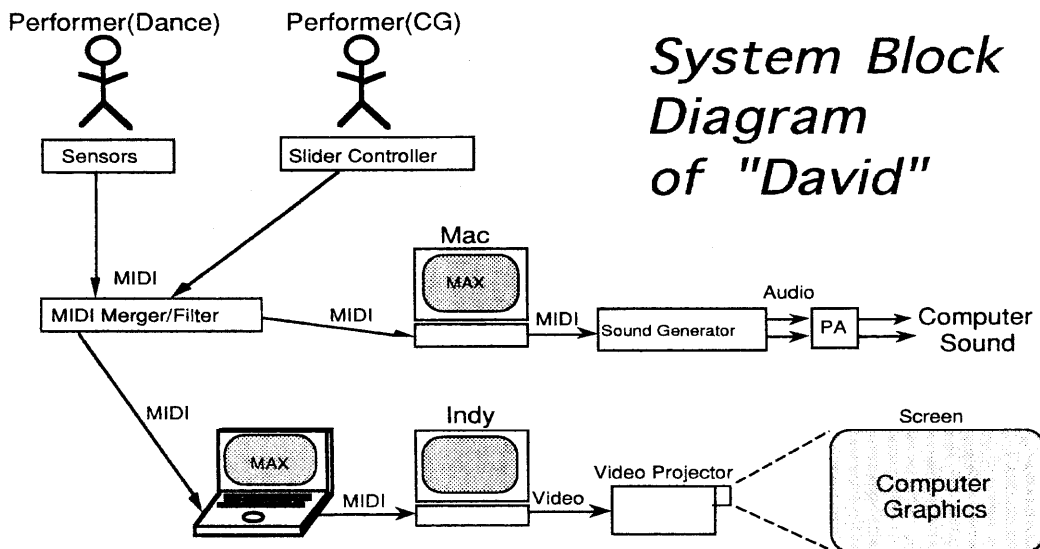 Performer(Dance)
Performer(CG)
System Block
Diagram
of "David"
Sensors
Slider Controller
MIDI
Mac
MAX
MIDI Merger/Filter
MIDI
MIDI
Sound Generator
Audio
PA
Computer
Sound
MIDI
MAX
MIDI
Indy
Video
Video Projector
Screen
Computer
Graphics